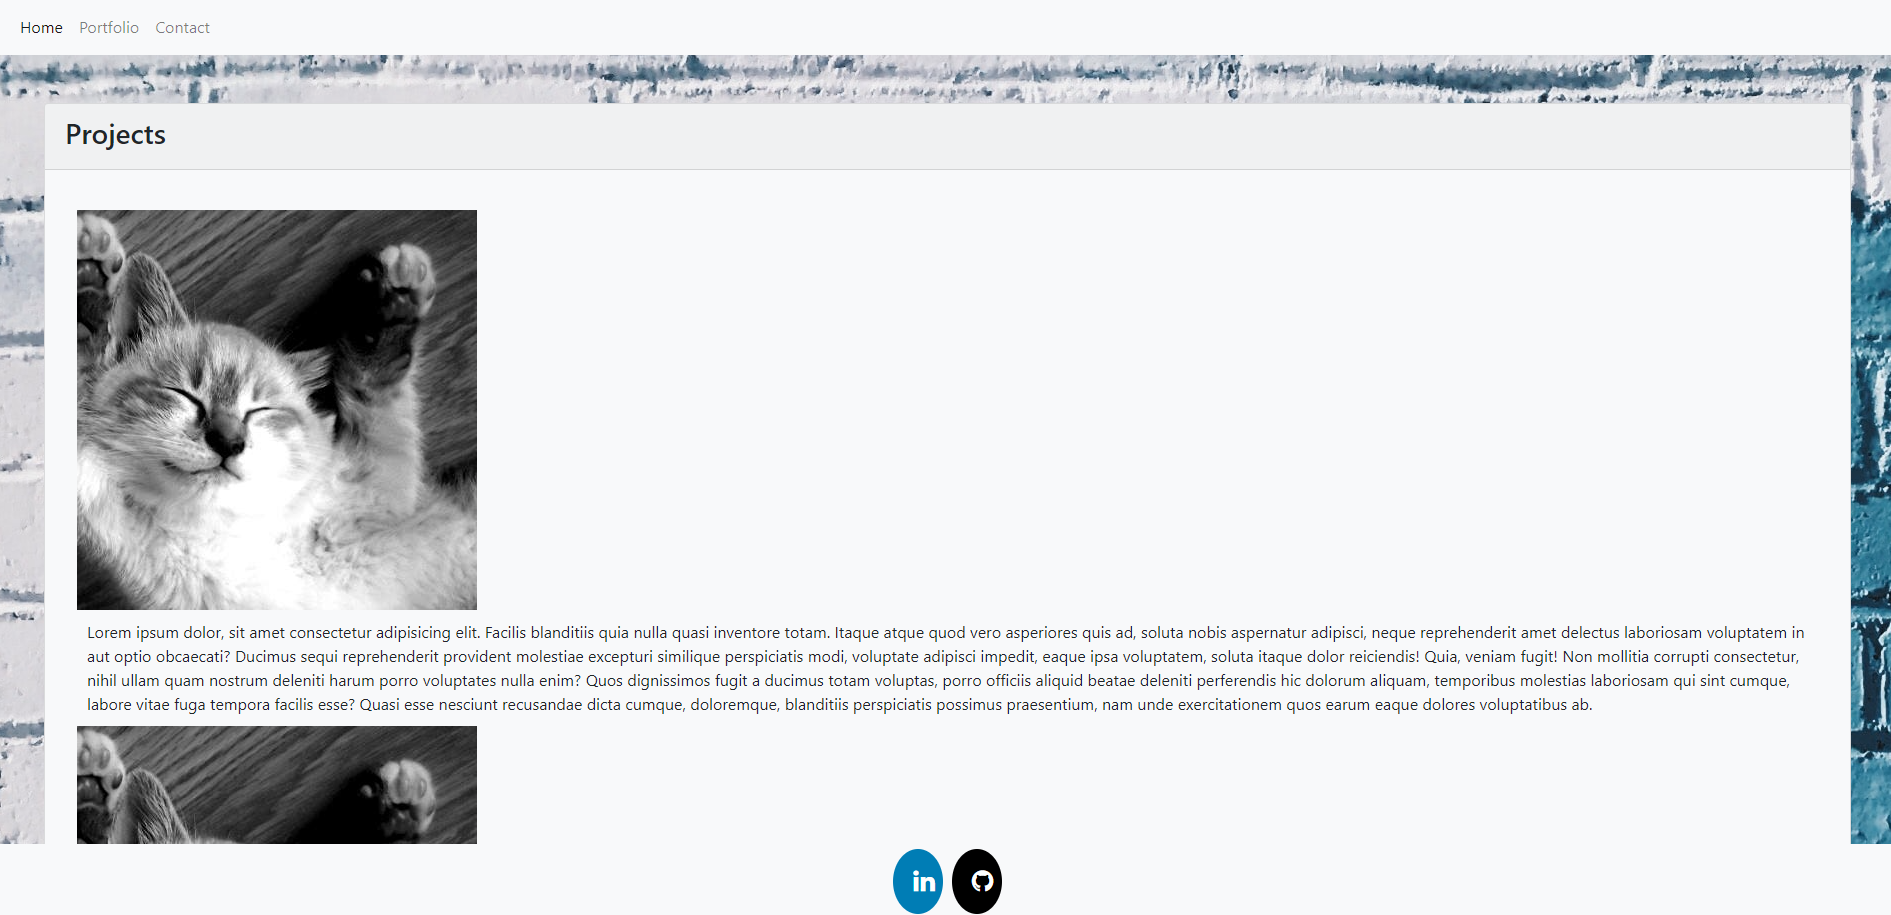 Home Portfolio Contact
Projects
Lorem ipsum dolor, sit amet consectetur adipisicing elit. Facilis blanditiis quia nulla quasi inventore totam. Itaque atque quod vero asperiores quis ad, soluta nobis aspernatur adipisci, neque reprehenderit amet delectus laboriosam voluptatem in
aut optio obcaecati? Ducimus sequi reprehenderit provident molestiae excepturi similique perspiciatis modi, voluptate adipisci impedit, eaque ipsa voluptatem, soluta itaque dolor reiciendis! Quia, veniam fugit! Non mollitia corrupti consectetur,
nihil ullam quam nostrum deleniti harum porro voluptates nulla enim? Quos dignissimos fugit a ducimus totam voluptas, porro officiis aliquid beatae deleniti perferendis hic dolorum aliquam, temporibus molestias laboriosam qui sint cumque,
labore vitae fuga tempora facilis esse? Quasi esse nesciunt recusandae dicta cumque, doloremque, blanditiis perspiciatis possimus praesentium, nam unde exercitationem quos earum eaque dolores voluptatibus ab.
in